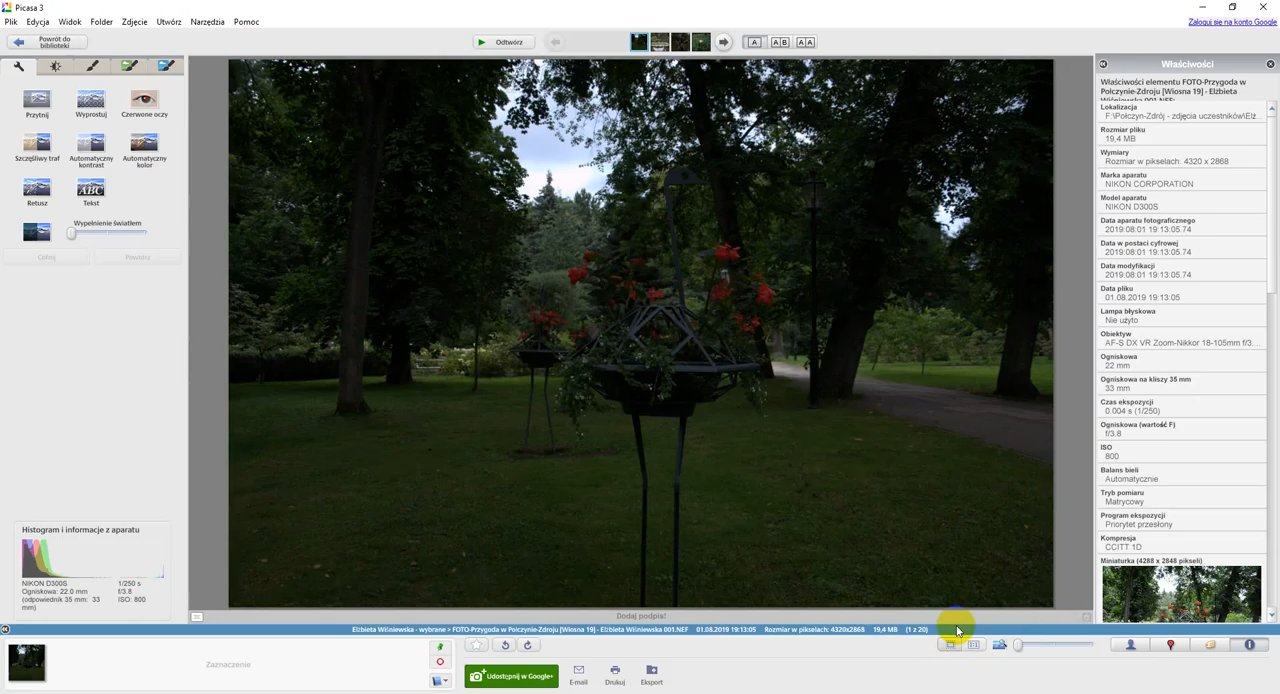 Picasa 3
Plik Edycja Widok Folder Zdjęcie Utwórz Narzędzia Pomoc
Zaloguj się na konto Google
Powrót do biblioteki
Odtwórz
A A B A A
Właściwości
Właściwości elementu FOTO-Przygoda w
Połczynie-Zdroju [Wiosna 19] - Elżbieta
Wiśniewska 001.NEF:
Przytnij
Wyprostuj
Czerwone oczy
Szczęśliwy traf
Automatyczny kontrast
Automatyczny kolor
Retusz
ABC
Tekst
Wypełnienie światłem
Cofnij
Powtórz
Lokalizacja
F:\Połczyn-Zdrój - zdjęcia uczestników\Elż...
Rozmiar pliku
19,4 MB
Wymiary
Rozmiar w pikselach: 4320 x 2868
Marka aparatu
NIKON CORPORATION
Model aparatu
NIKON D300S
Data aparatu fotograficznego
2019:08:01 19:13:05.74
Data w postaci cyfrowej
2019:08:01 19:13:05.74
Data modyfikacji
2019:08:01 19:13:05.74
Data pliku
01.08.2019 19:13:05
Lampa błyskowa
Nie użyto
Obiektyw
AF-S DX VR Zoom-Nikkor 18-105mm f/3...
Ogniskowa
22 mm
Ogniskowa na kliszy 35 mm
33 mm
Czas ekspozycji
0.004 s (1/250)
Ogniskowa (wartość F)
f/3.8
ISO
800
Balans bieli
Automatycznie
Tryb pomiaru
Matrycowy
Program ekspozycji
Priorytet przesłony
Kompresja
CCITT 1D
Miniaturka (4288 x 2848 pikseli)
Histogram i informacje z aparatu
NIKON D300S 1/250 s
Ogniskowa: 22.0 mm f/3.8
(odpowiednik 35 mm: 33 ISO: 800
mm)
Dodaj podpis!
Elżbieta Wiśniewska - wybrane > FOTO-Przygoda w Połczynie-Zdroju [Wiosna 19] - Elżbieta Wiśniewska 001.NEF 01.08.2019 19:13:05 Rozmiar w pikselach: 4320x2868 19,4 MB (1 z 20)
Zaznaczenie
Udostępnij w Google+
E-mail
Drukuj
Eksport